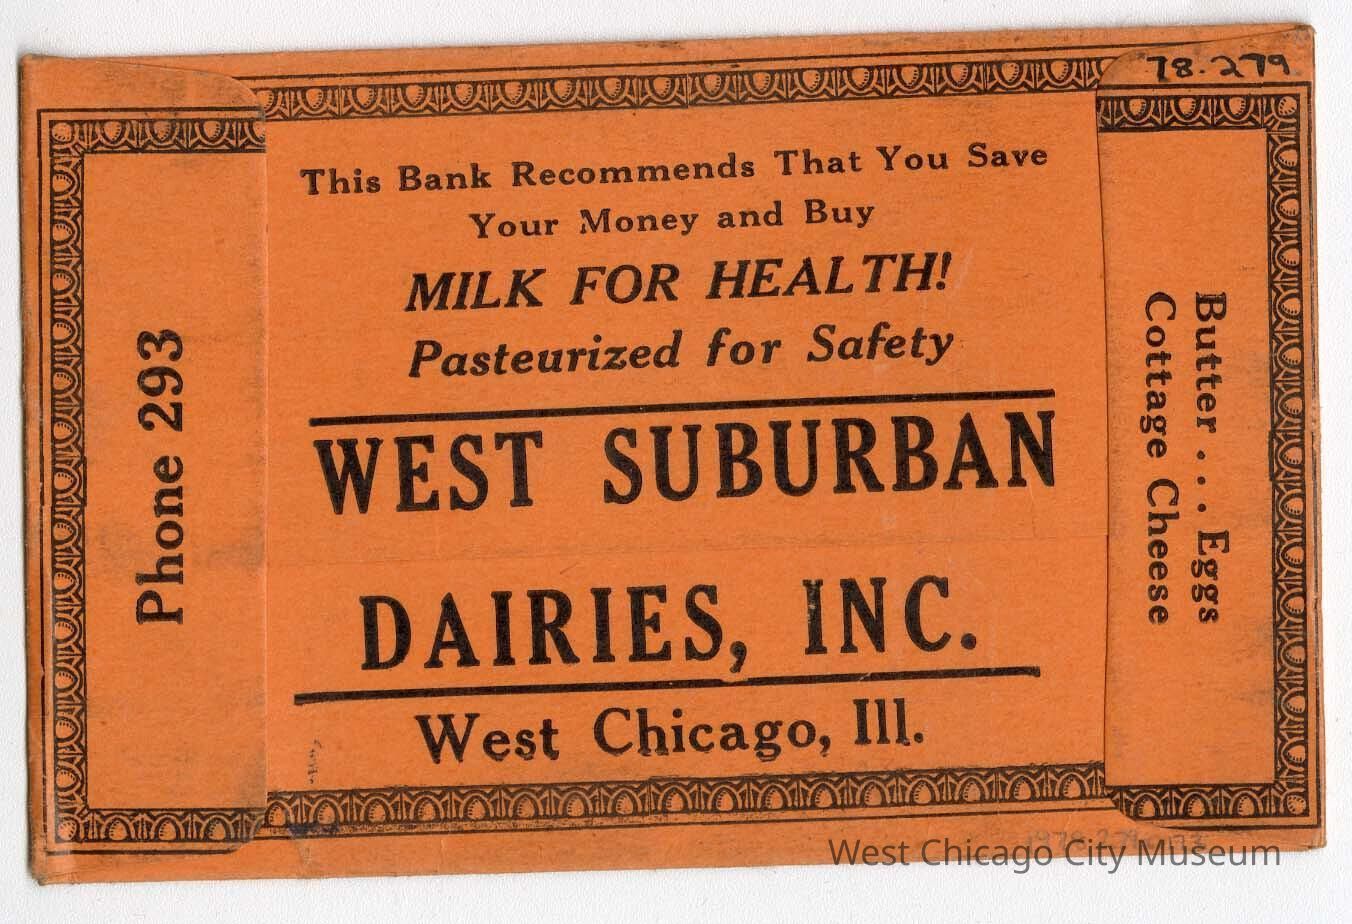 78.279
This Bank Recommends That You Save
Your Money and Buy
MILK FOR HEALTH!
Pasteurized for Safety
WEST SUBURBAN
DAIRIES, INC.
West Chicago, Ill.
Phone 293
Butter . . . Eggs
Cottage Cheese
West Chicago City Museum